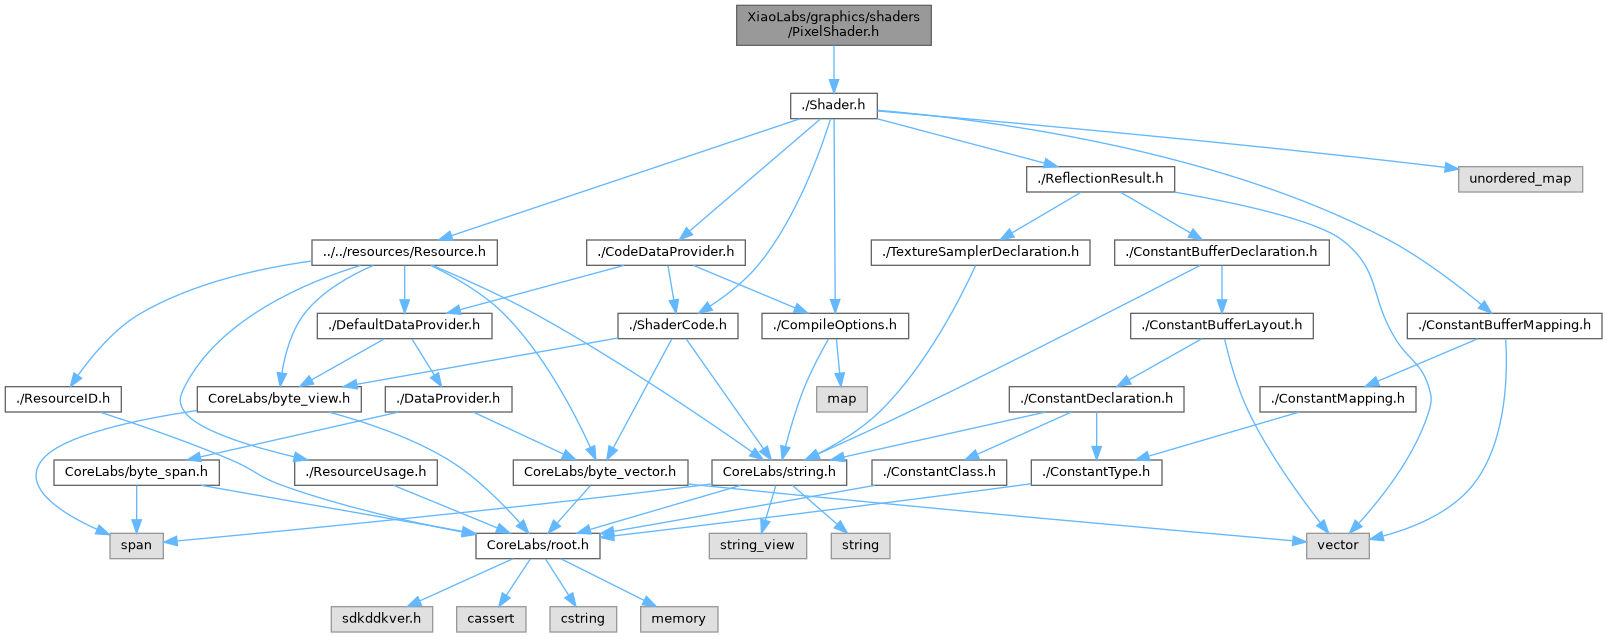 XiaoLabs/graphics/shaders
/PixelShader.h
./Shader.h
./ReflectionResult.h
unordered_map
../../resources/Resource.h
./CodeDataProvider.h
./TextureSamplerDeclaration.h
./ConstantBufferDeclaration.h
./DefaultDataProvider.h
./ShaderCode.h
./CompileOptions.h
./ConstantBufferLayout.h
./ConstantBufferMapping.h
./ResourceID.h
CoreLabs/byte_view.h
./DataProvider.h
map
./ConstantDeclaration.h
./ConstantMapping.h
CoreLabs/byte_span.h
./ResourceUsage.h
CoreLabs/byte_vector.h
CoreLabs/string.h
./ConstantClass.h
./ConstantType.h
span
CoreLabs/root.h
string_view
string
vector
sdkddkver.h
cassert
cstring
memory